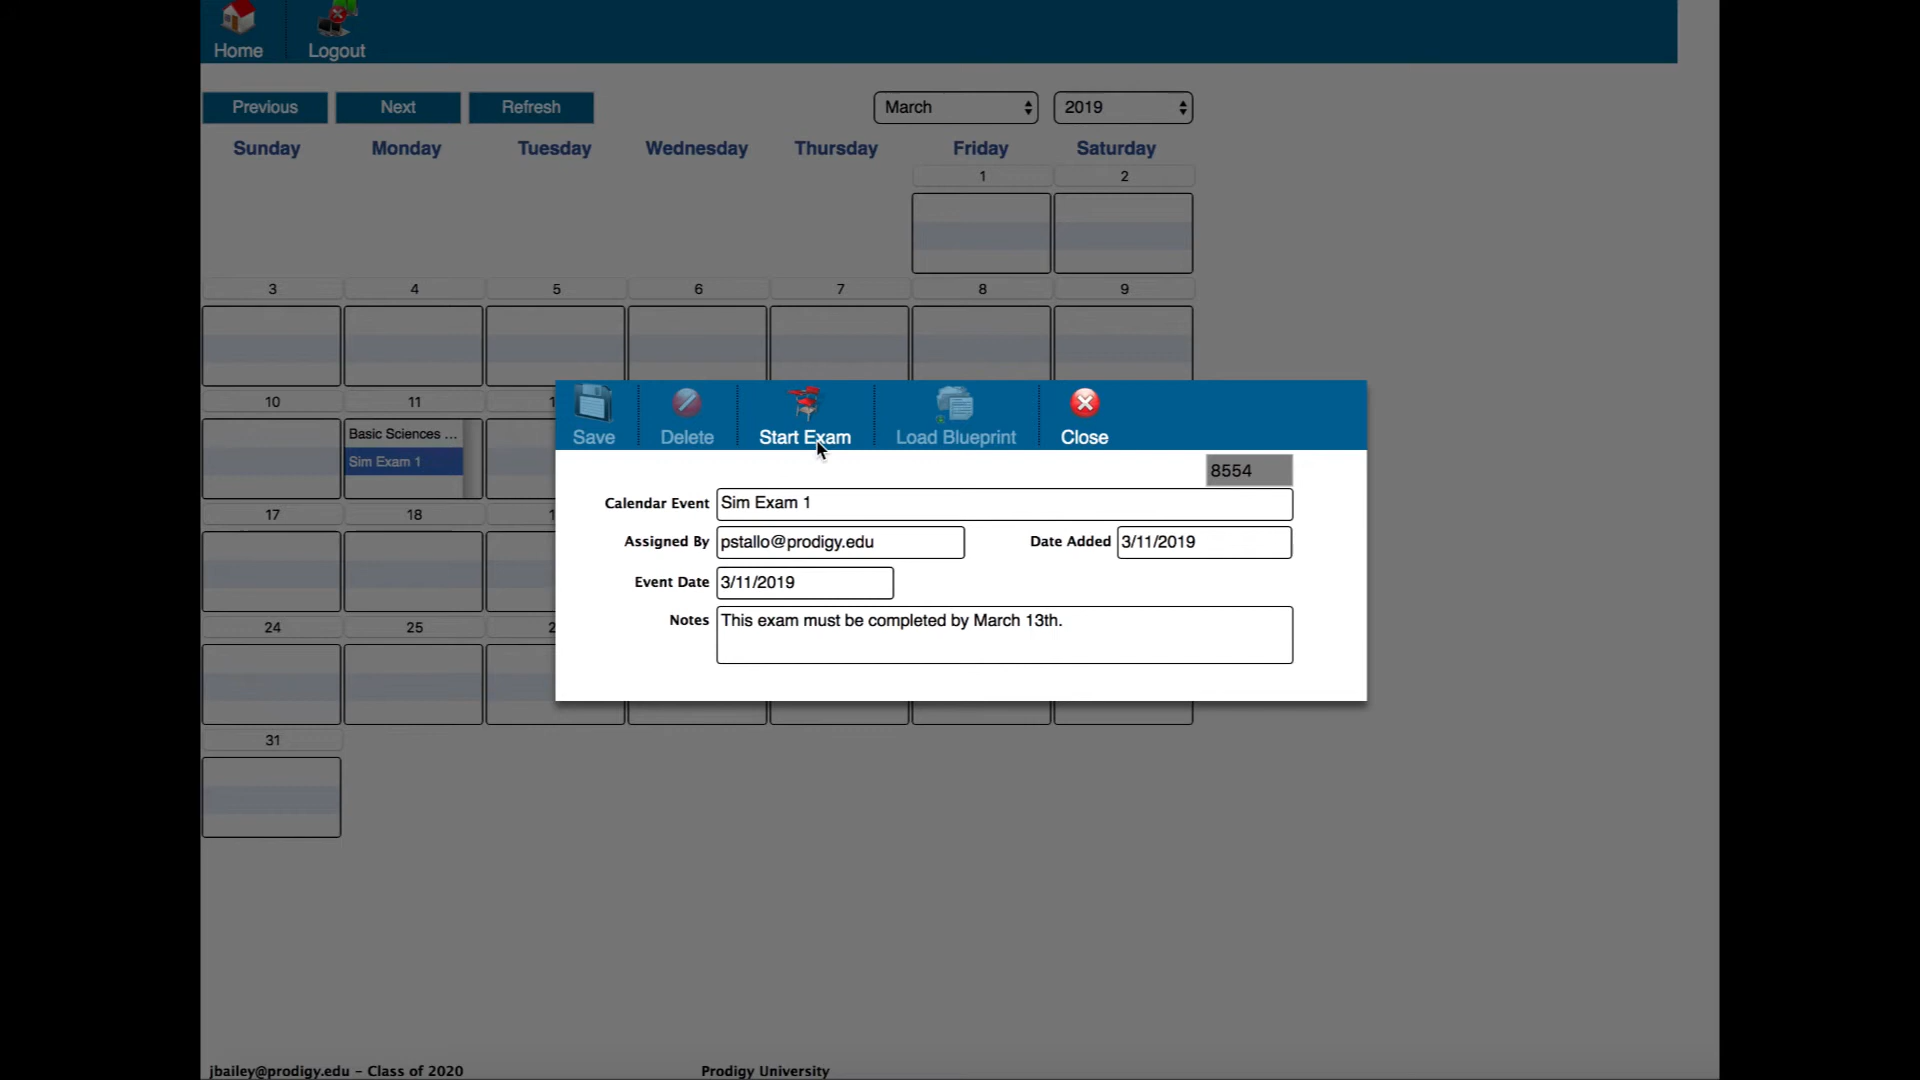 Home Logout
Previous Next Refresh March 2019
Sunday Monday Tuesday Wednesday Thursday Friday Saturday
1 2
3 4 5 6 7 8 9
10 11 1
Basic Sciences ...
Sim Exam 1
17 18 1
24 25 2
31
Save Delete Start Exam Load Blueprint Close
8554
Calendar Event Sim Exam 1
Assigned By pstallo@prodigy.edu Date Added 3/11/2019
Event Date 3/11/2019
Notes This exam must be completed by March 13th.
jbailey@prodigy.edu – Class of 2020 Prodigy University